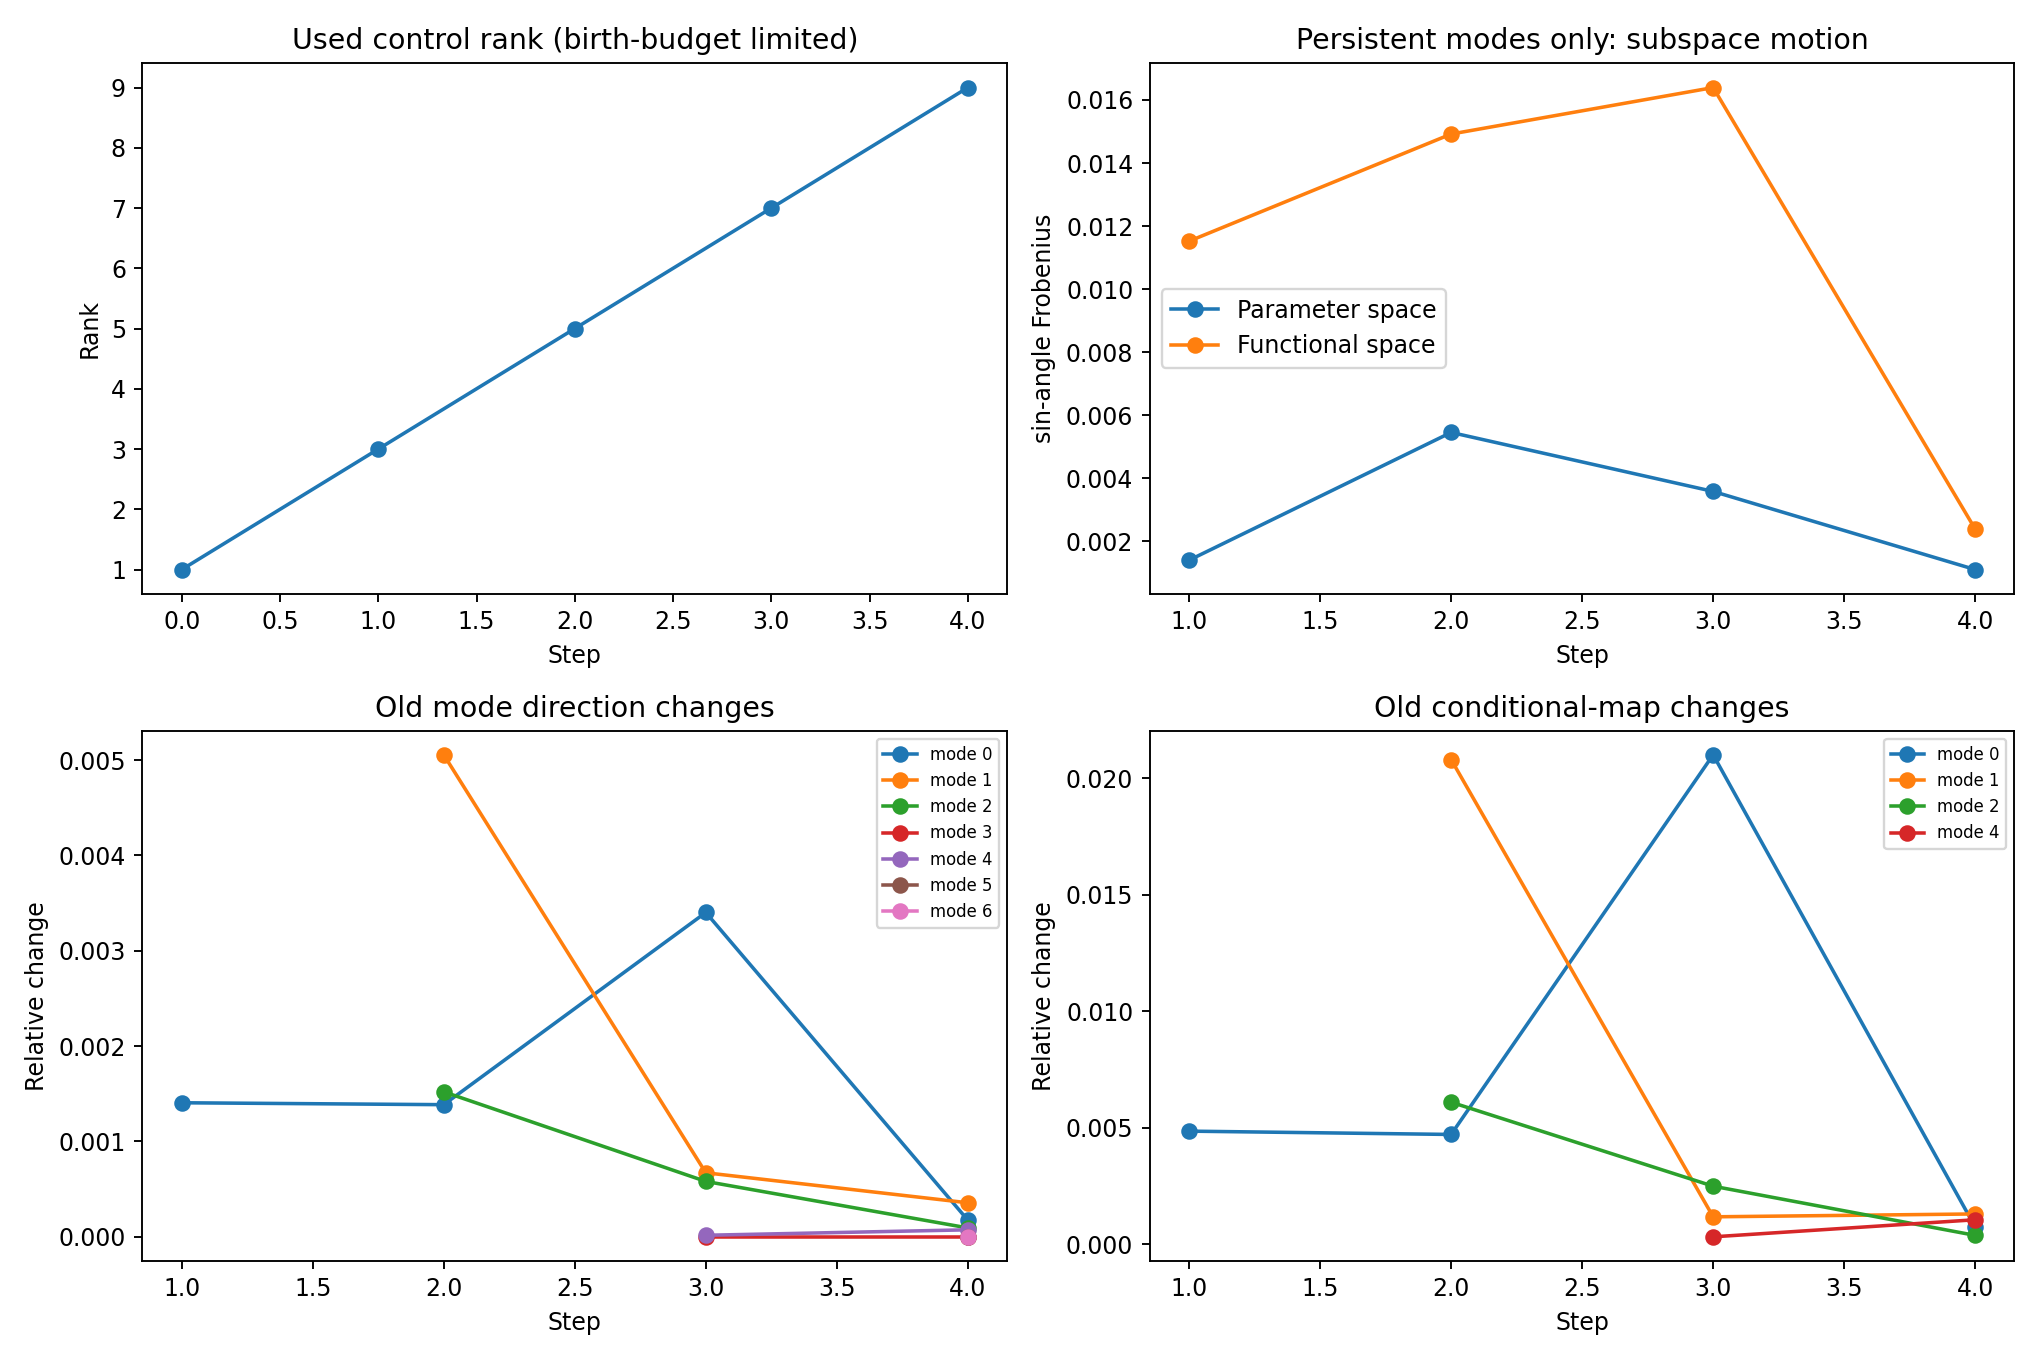 Used control rank (birth-budget limited)
9
8
7
6
5
4
3
2
1
Rank
0.0 0.5 1.0 1.5 2.0 2.5 3.0 3.5 4.0
Step
Persistent modes only: subspace motion
0.016
0.014
0.012
0.010
0.008
0.006
0.004
0.002
sin-angle Frobenius
Parameter space
Functional space
1.0 1.5 2.0 2.5 3.0 3.5 4.0
Step
Old mode direction changes
0.005
0.004
0.003
0.002
0.001
0.000
Relative change
mode 0
mode 1
mode 2
mode 3
mode 4
mode 5
mode 6
1.0 1.5 2.0 2.5 3.0 3.5 4.0
Step
Old conditional-map changes
0.020
0.015
0.010
0.005
0.000
Relative change
mode 0
mode 1
mode 2
mode 4
1.0 1.5 2.0 2.5 3.0 3.5 4.0
Step